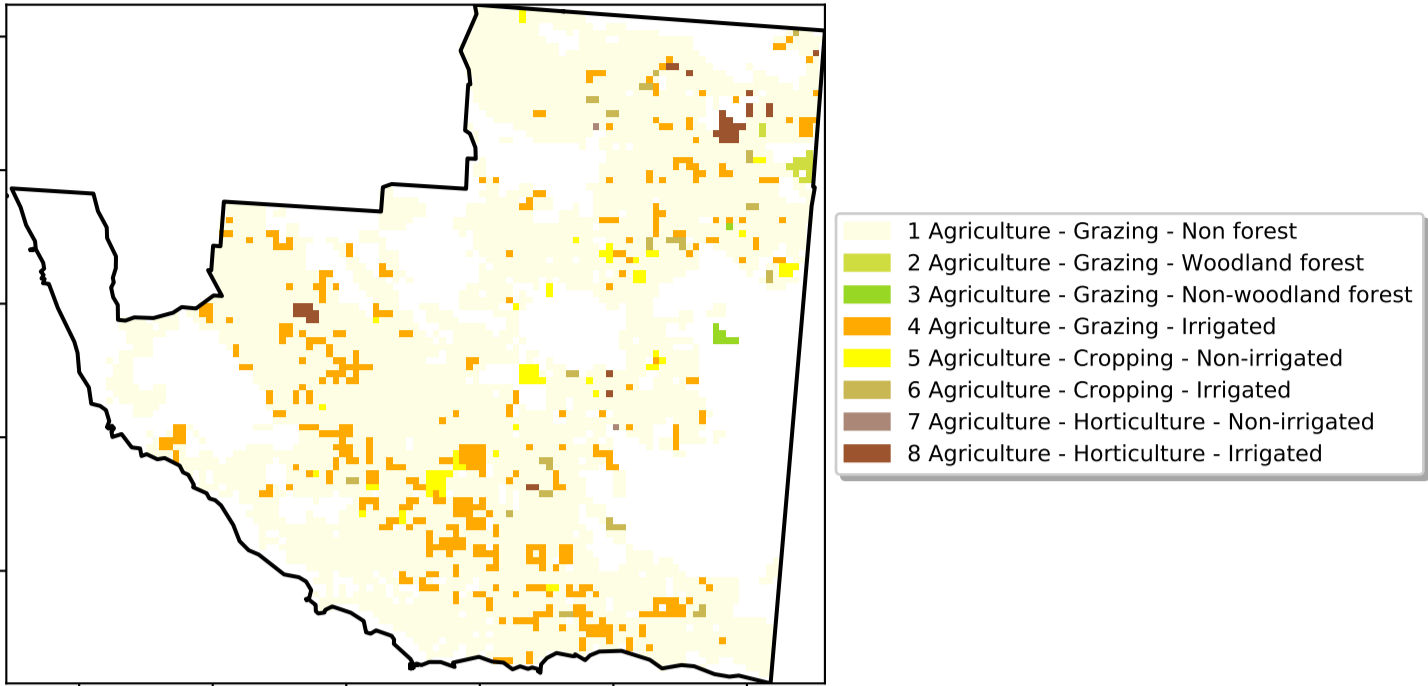 1 Agriculture - Grazing - Non forest
2 Agriculture - Grazing - Woodland forest
3 Agriculture - Grazing - Non-woodland forest
4 Agriculture - Grazing - Irrigated
5 Agriculture - Cropping - Non-irrigated
6 Agriculture - Cropping - Irrigated
7 Agriculture - Horticulture - Non-irrigated
8 Agriculture - Horticulture - Irrigated